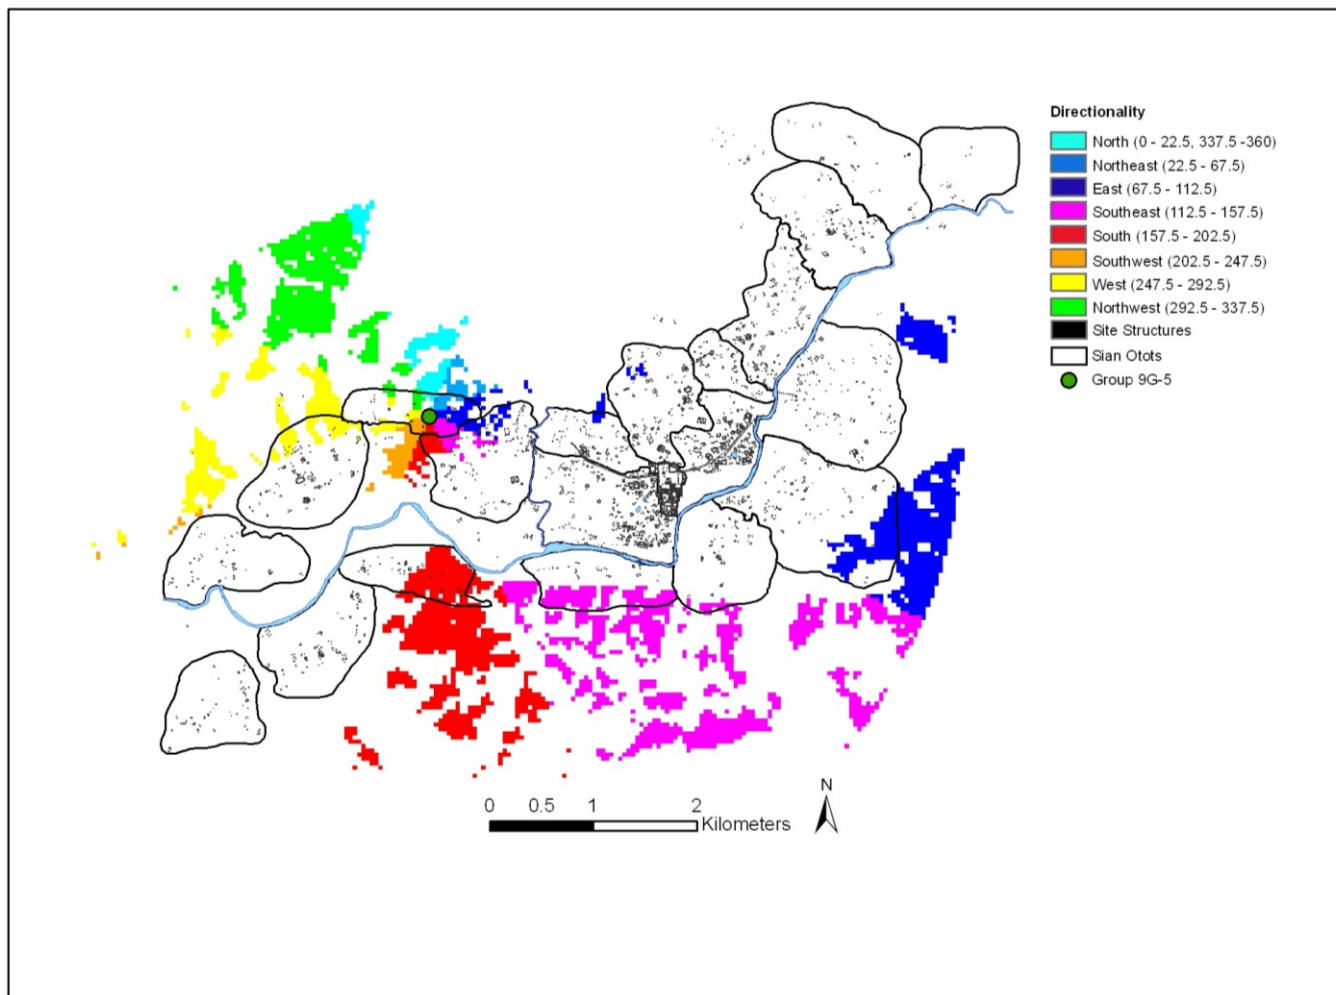 Directionality
North (0 - 22.5, 337.5 -360)
Northeast (22.5 - 67.5)
East (67.5 - 112.5)
Southeast (112.5 - 157.5)
South (157.5 - 202.5)
Southwest (202.5 - 247.5)
West (247.5 - 292.5)
Northwest (292.5 - 337.5)
Site Structures
Sian Otots
Group 9G-5
N
0 0.5 1 2
Kilometers